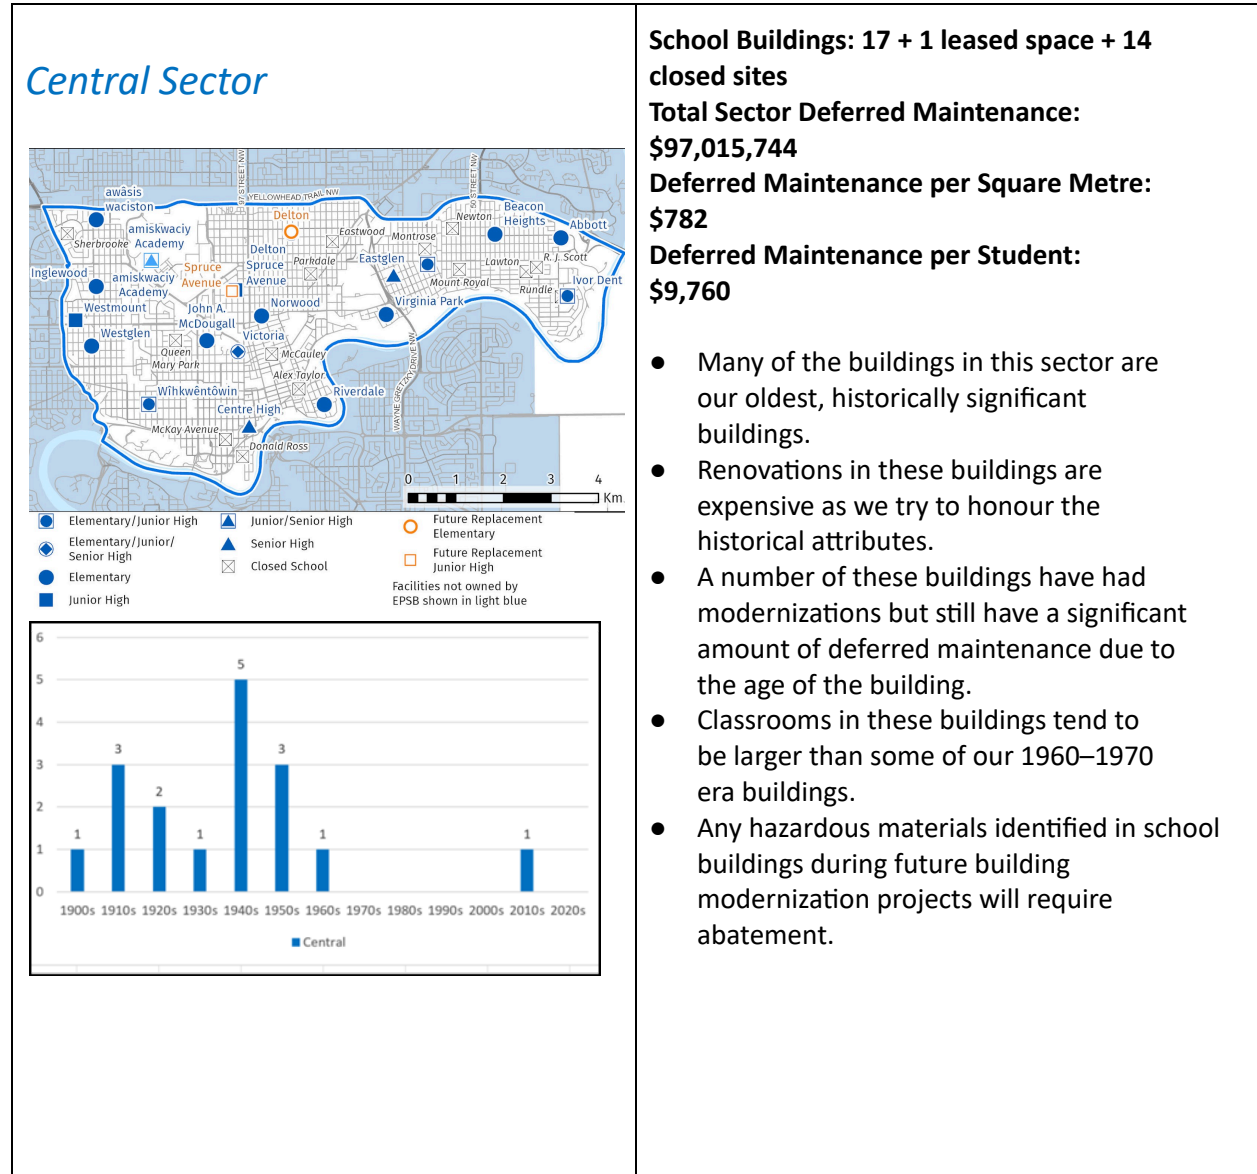 Central Sector
97 STREET NW
YELLOWHEAD TRAIL NW
50 STREET NW
WAYNE GRETZKY DRIVE NW
awâsis
waciston
Sherbrooke
amiskwaciy
Academy
amiskwaciy
Academy
Inglewood
Westmount
Westglen
Delton
Spruce
Avenue
Delton
Spruce
Avenue
Eastwood
Parkdale
Montrose
Newton
Beacon
Heights
Abbott
Eastglen
Mount Royal
Lawton
R. J. Scott
Rundle
Ivor Dent
John A.
McDougall
Norwood
Victoria
Virginia Park
Queen
Mary Park
McCauley
Alex Taylor
Wîhkwêntôwin
Centre High
Riverdale
McKay Avenue
Donald Ross
0 1 2 3 4
Km
Elementary/Junior High
Elementary/Junior/
Senior High
Elementary
Junior High
Junior/Senior High
Senior High
Closed School
Future Replacement
Elementary
Future Replacement
Junior High
Facilities not owned by
EPSB shown in light blue
6
5
4
3
2
1
0
1
3
2
1
5
3
1
1
1900s 1910s 1920s 1930s 1940s 1950s 1960s 1970s 1980s 1990s 2000s 2010s 2020s
Central
School Buildings: 17 + 1 leased space + 14
closed sites
Total Sector Deferred Maintenance:
$97,015,744
Deferred Maintenance per Square Metre:
$782
Deferred Maintenance per Student:
$9,760
● Many of the buildings in this sector are
our oldest, historically significant
buildings.
● Renovations in these buildings are
expensive as we try to honour the
historical attributes.
● A number of these buildings have had
modernizations but still have a significant
amount of deferred maintenance due to
the age of the building.
● Classrooms in these buildings tend to
be larger than some of our 1960–1970
era buildings.
● Any hazardous materials identified in school
buildings during future building
modernization projects will require
abatement.